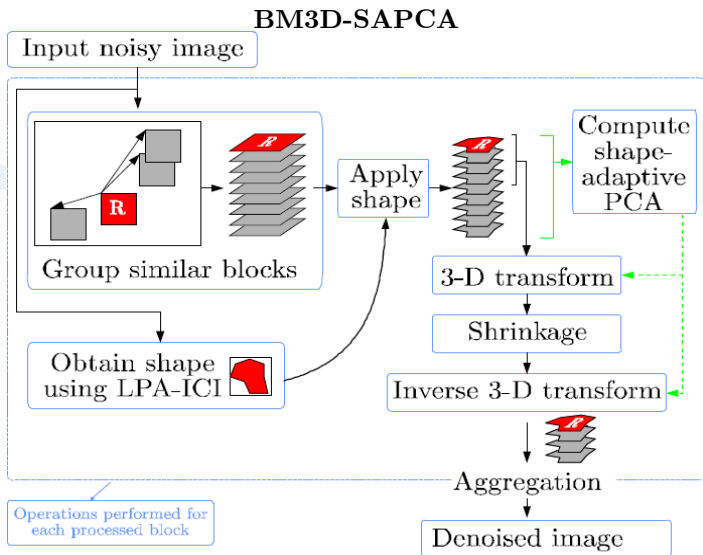 BM3D-SAPCA
Input noisy image
R
R
Group similar blocks
Apply
shape
R
Compute
shape-
adaptive
PCA
3-D transform
Shrinkage
Obtain shape
using LPA-ICI
Inverse 3-D transform
R
Aggregation
Operations performed for
each processed block
Denoised image